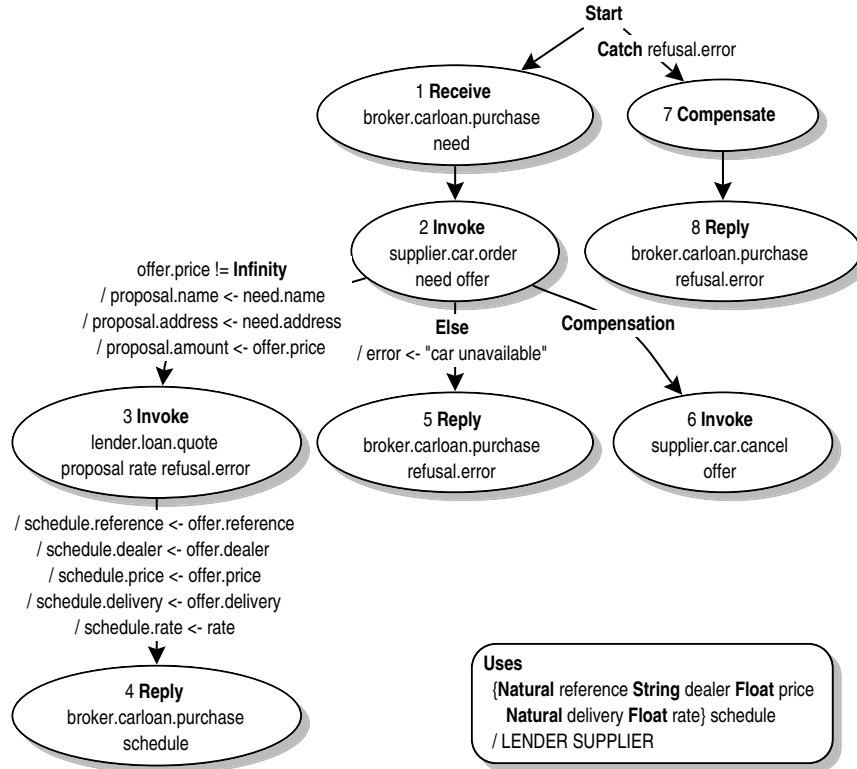 Start
Catch refusal.error
1 Receive
broker.carloan.purchase
need
7 Compensate
2 Invoke
supplier.car.order
need offer
8 Reply
broker.carloan.purchase
refusal.error
offer.price != Infinity
/ proposal.name <- need.name
/ proposal.address <- need.address
/ proposal.amount <- offer.price
Else
/ error <- "car unavailable"
Compensation
3 Invoke
lender.loan.quote
proposal rate refusal.error
5 Reply
broker.carloan.purchase
refusal.error
6 Invoke
supplier.car.cancel
offer
/ schedule.reference <- offer.reference
/ schedule.dealer <- offer.dealer
/ schedule.price <- offer.price
/ schedule.delivery <- offer.delivery
/ schedule.rate <- rate
4 Reply
broker.carloan.purchase
schedule
Uses
{Natural reference String dealer Float price
Natural delivery Float rate} schedule
/ LENDER SUPPLIER